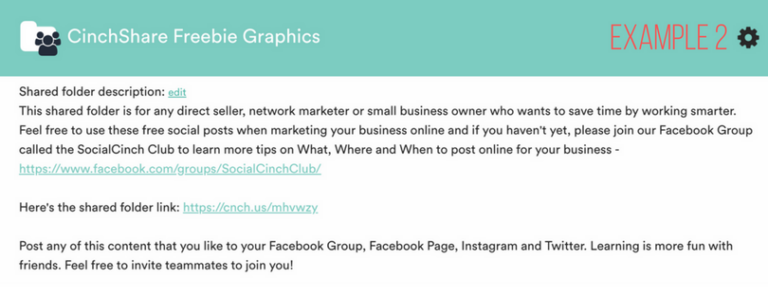 CinchShare Freebie Graphics
EXAMPLE 2
Shared folder description: edit
This shared folder is for any direct seller, network marketer or small business owner who wants to save time by working smarter.
Feel free to use these free social posts when marketing your business online and if you haven't yet, please join our Facebook Group
called the SocialCinch Club to learn more tips on What, Where and When to post online for your business -
https://www.facebook.com/groups/SocialCinchClub/
Here's the shared folder link: https://cnch.us/mhvwzy
Post any of this content that you like to your Facebook Group, Facebook Page, Instagram and Twitter. Learning is more fun with
friends. Feel free to invite teammates to join you!